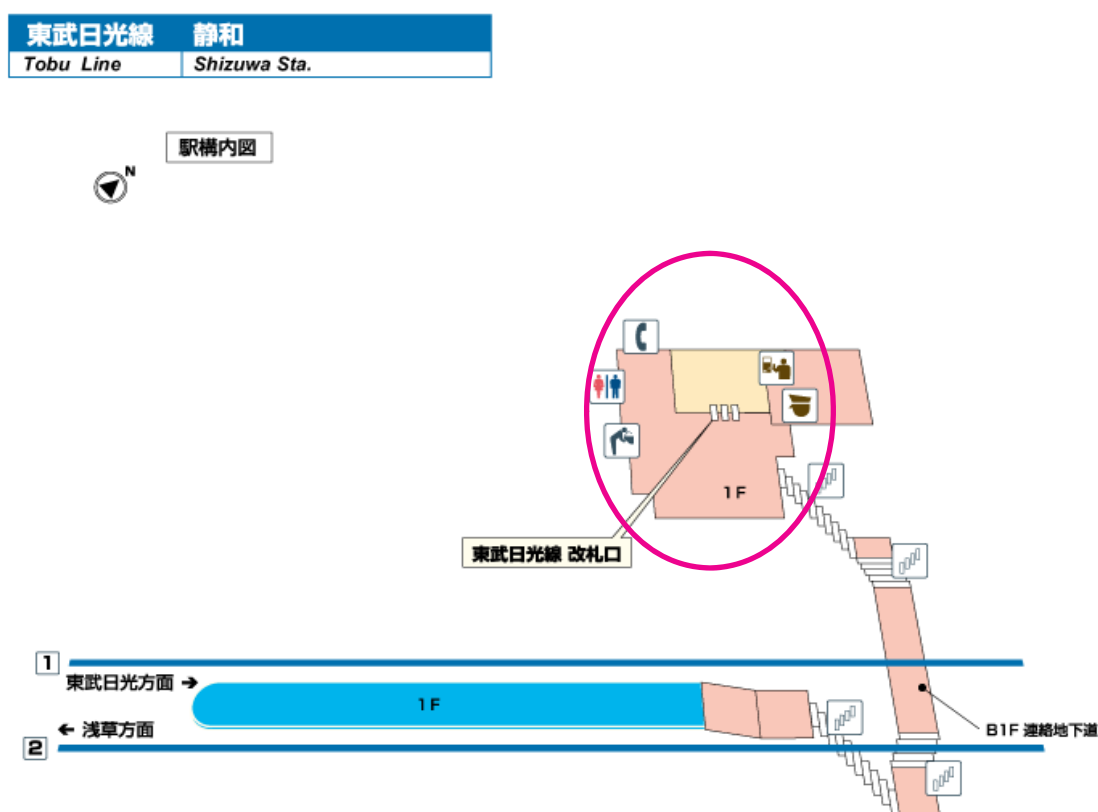 東武日光線 静和
Tobu Line Shizuwa Sta.
駅構内図
N
1F
東武日光線 改札口
1
東武日光方面 →
1F
← 浅草方面
2
B1F 連絡地下道